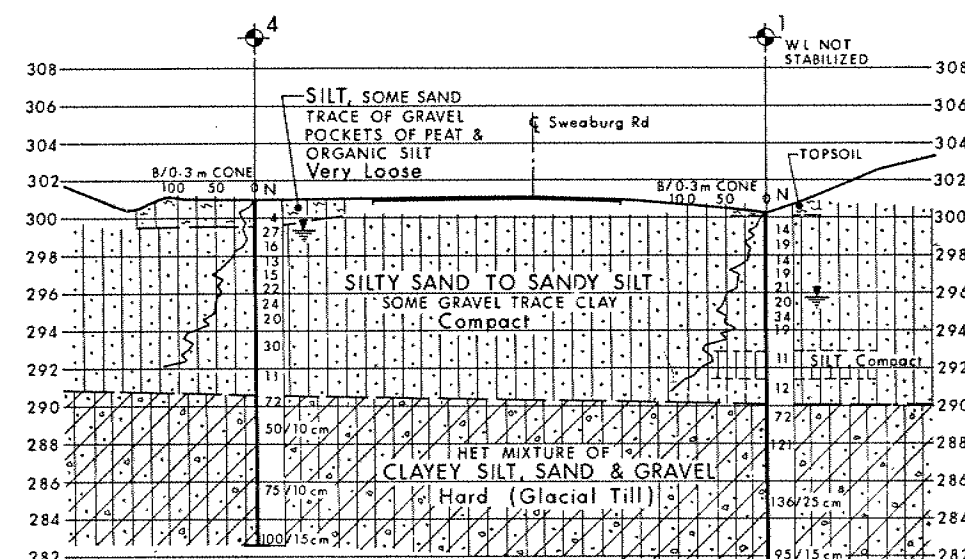 4
1
WL NOT
STABILIZED
308
308
306
306
304
304
302
302
300
300
298
298
296
296
294
294
292
292
290
290
288
288
286
286
284
284
282
282
SILT, SOME SAND
TRACE OF GRAVEL
POCKETS OF PEAT &
ORGANIC SILT
Very Loose
℄ Sweaburg Rd
TOPSOIL
B/0-3 m CONE
100 50 0 N
B/0-3m CONE
100 50 0 N
4
27
16
13
15
22
24
20
30
11
72
50/10 cm
75/10 cm
100/15cm
SILTY SAND TO SANDY SILT
SOME GRAVEL TRACE CLAY
Compact
14
19
14
19
21
20
34
19
11
SILT Compact
12
72
121
136/25 cm
95/15cm
HET MIXTURE OF
CLAYEY SILT, SAND & GRAVEL
Hard (Glacial Till)